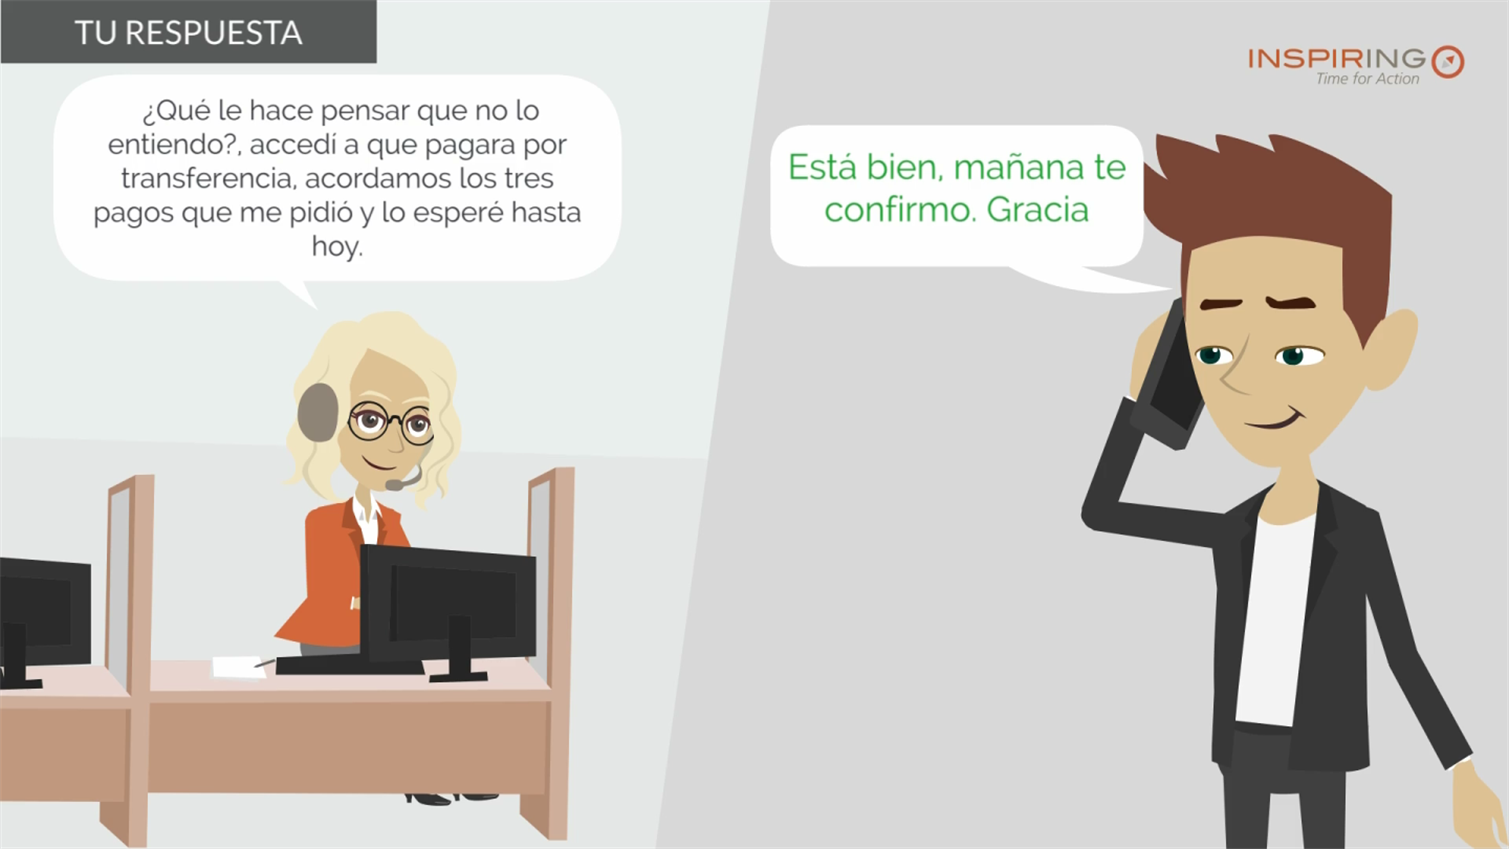 TU RESPUESTA
INSPIRING
Time for Action
¿Qué le hace pensar que no lo
entiendo?, accedí a que pagara por
transferencia, acordamos los tres
pagos que me pidió y lo esperé hasta
hoy.
Está bien, mañana te
confirmo. Gracia